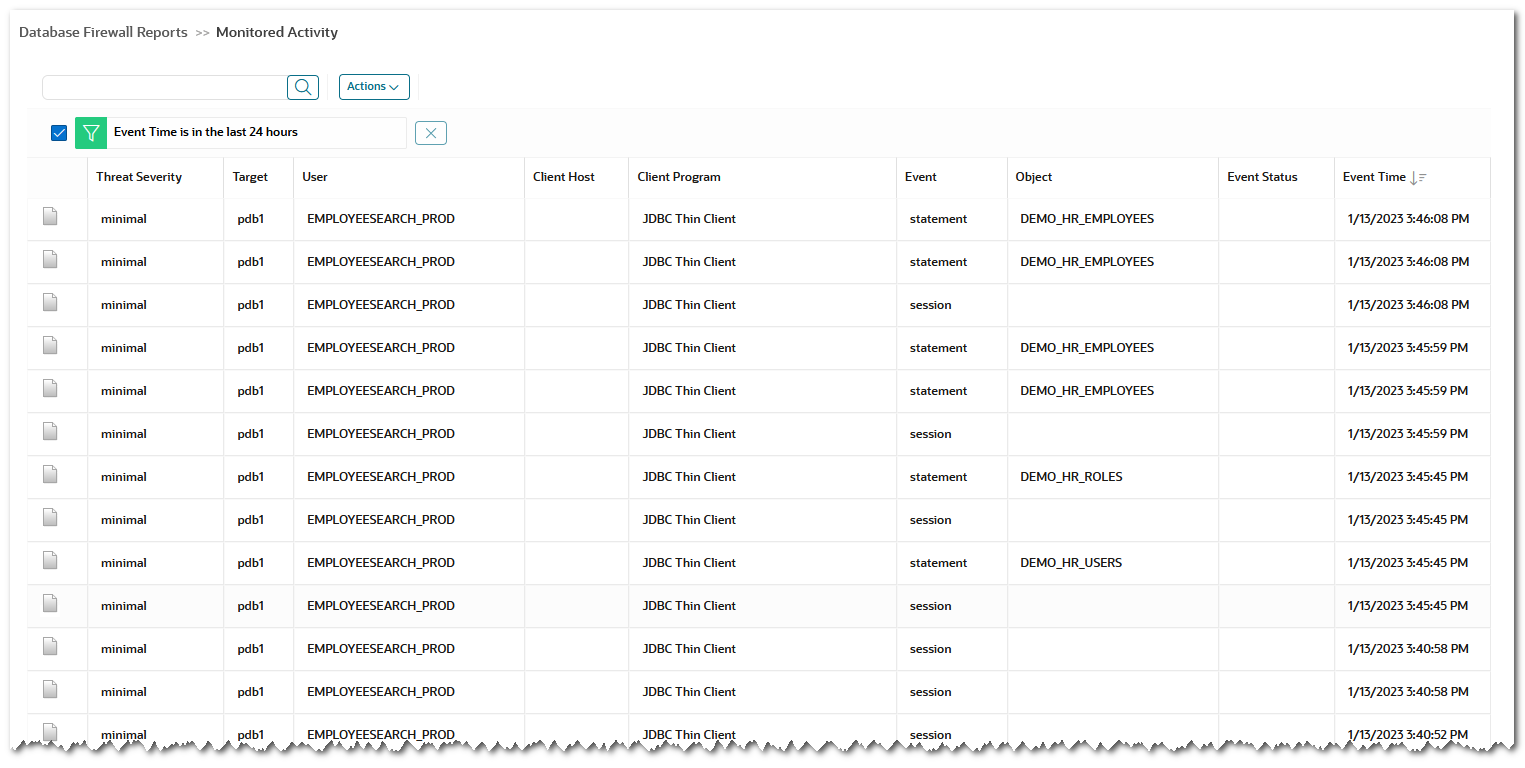 Database Firewall Reports >> Monitored Activity
Actions
Event Time is in the last 24 hours
Threat Severity Target User Client Host Client Program Event Object Event Status Event Time
minimal pdb1 EMPLOYEESEARCH_PROD JDBC Thin Client statement DEMO_HR_EMPLOYEES 1/13/2023 3:46:08 PM
minimal pdb1 EMPLOYEESEARCH_PROD JDBC Thin Client statement DEMO_HR_EMPLOYEES 1/13/2023 3:46:08 PM
minimal pdb1 EMPLOYEESEARCH_PROD JDBC Thin Client session 1/13/2023 3:46:08 PM
minimal pdb1 EMPLOYEESEARCH_PROD JDBC Thin Client statement DEMO_HR_EMPLOYEES 1/13/2023 3:45:59 PM
minimal pdb1 EMPLOYEESEARCH_PROD JDBC Thin Client statement DEMO_HR_EMPLOYEES 1/13/2023 3:45:59 PM
minimal pdb1 EMPLOYEESEARCH_PROD JDBC Thin Client session 1/13/2023 3:45:59 PM
minimal pdb1 EMPLOYEESEARCH_PROD JDBC Thin Client statement DEMO_HR_ROLES 1/13/2023 3:45:45 PM
minimal pdb1 EMPLOYEESEARCH_PROD JDBC Thin Client session 1/13/2023 3:45:45 PM
minimal pdb1 EMPLOYEESEARCH_PROD JDBC Thin Client statement DEMO_HR_USERS 1/13/2023 3:45:45 PM
minimal pdb1 EMPLOYEESEARCH_PROD JDBC Thin Client session 1/13/2023 3:45:45 PM
minimal pdb1 EMPLOYEESEARCH_PROD JDBC Thin Client session 1/13/2023 3:40:58 PM
minimal pdb1 EMPLOYEESEARCH_PROD JDBC Thin Client session 1/13/2023 3:40:58 PM
minimal pdb1 EMPLOYEESEARCH_PROD JDBC Thin Client session 1/13/2023 3:40:52 PM